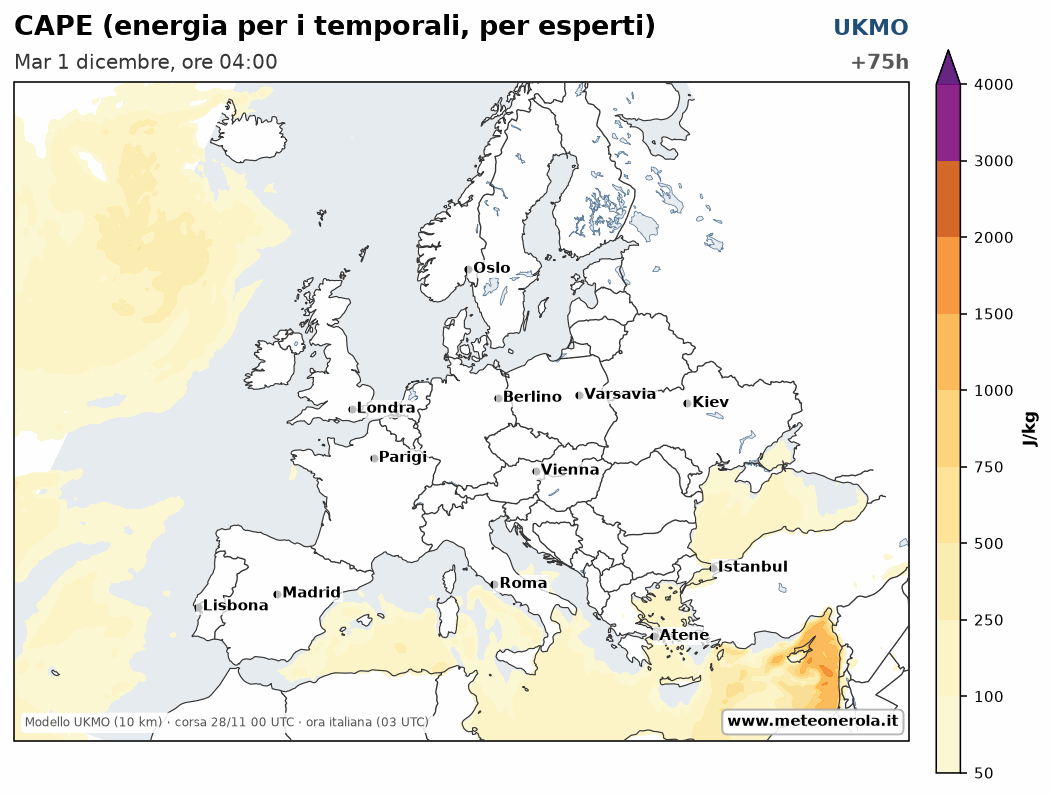 CAPE (energia per i temporali, per esperti)
UKMO
Mar 1 dicembre, ore 04:00
+75h
4000
3000
2000
1500
1000
750
500
250
100
50
J/kg
Oslo
Londra
Berlino
Varsavia
Kiev
Parigi
Vienna
Istanbul
Roma
Madrid
Lisbona
Atene
Modello UKMO (10 km) · corsa 28/11 00 UTC · ora italiana (03 UTC)
www.meteonerola.it